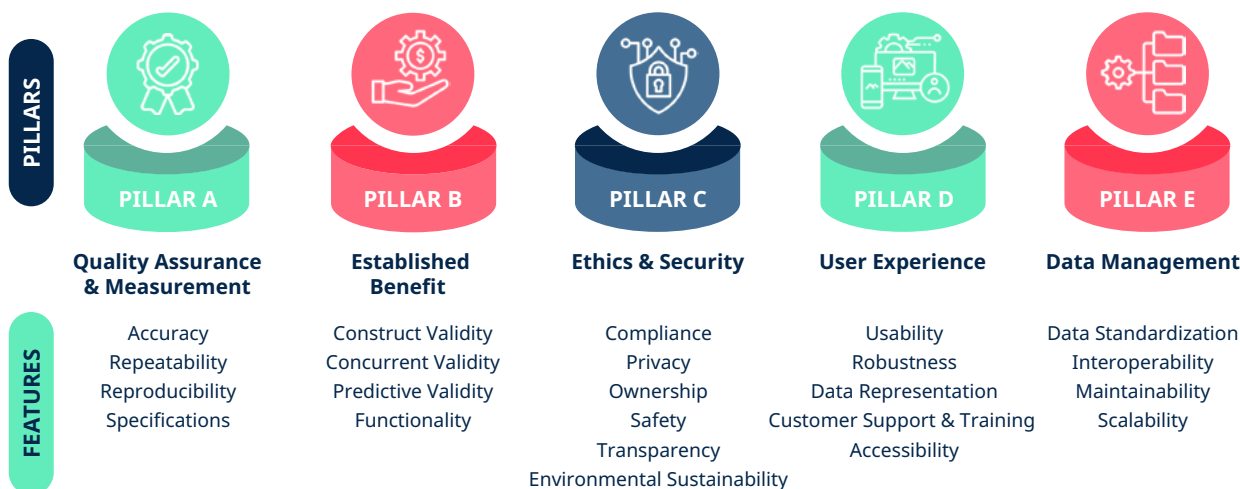 PILLARS
PILLAR A
PILLAR B
PILLAR C
PILLAR D
PILLAR E
Quality Assurance
& Measurement
Established
Benefit
Ethics & Security
User Experience
Data Management
FEATURES
Accuracy
Repeatability
Reproducibility
Specifications
Construct Validity
Concurrent Validity
Predictive Validity
Functionality
Compliance
Privacy
Ownership
Safety
Transparency
Environmental Sustainability
Usability
Robustness
Data Representation
Customer Support & Training
Accessibility
Data Standardization
Interoperability
Maintainability
Scalability
$